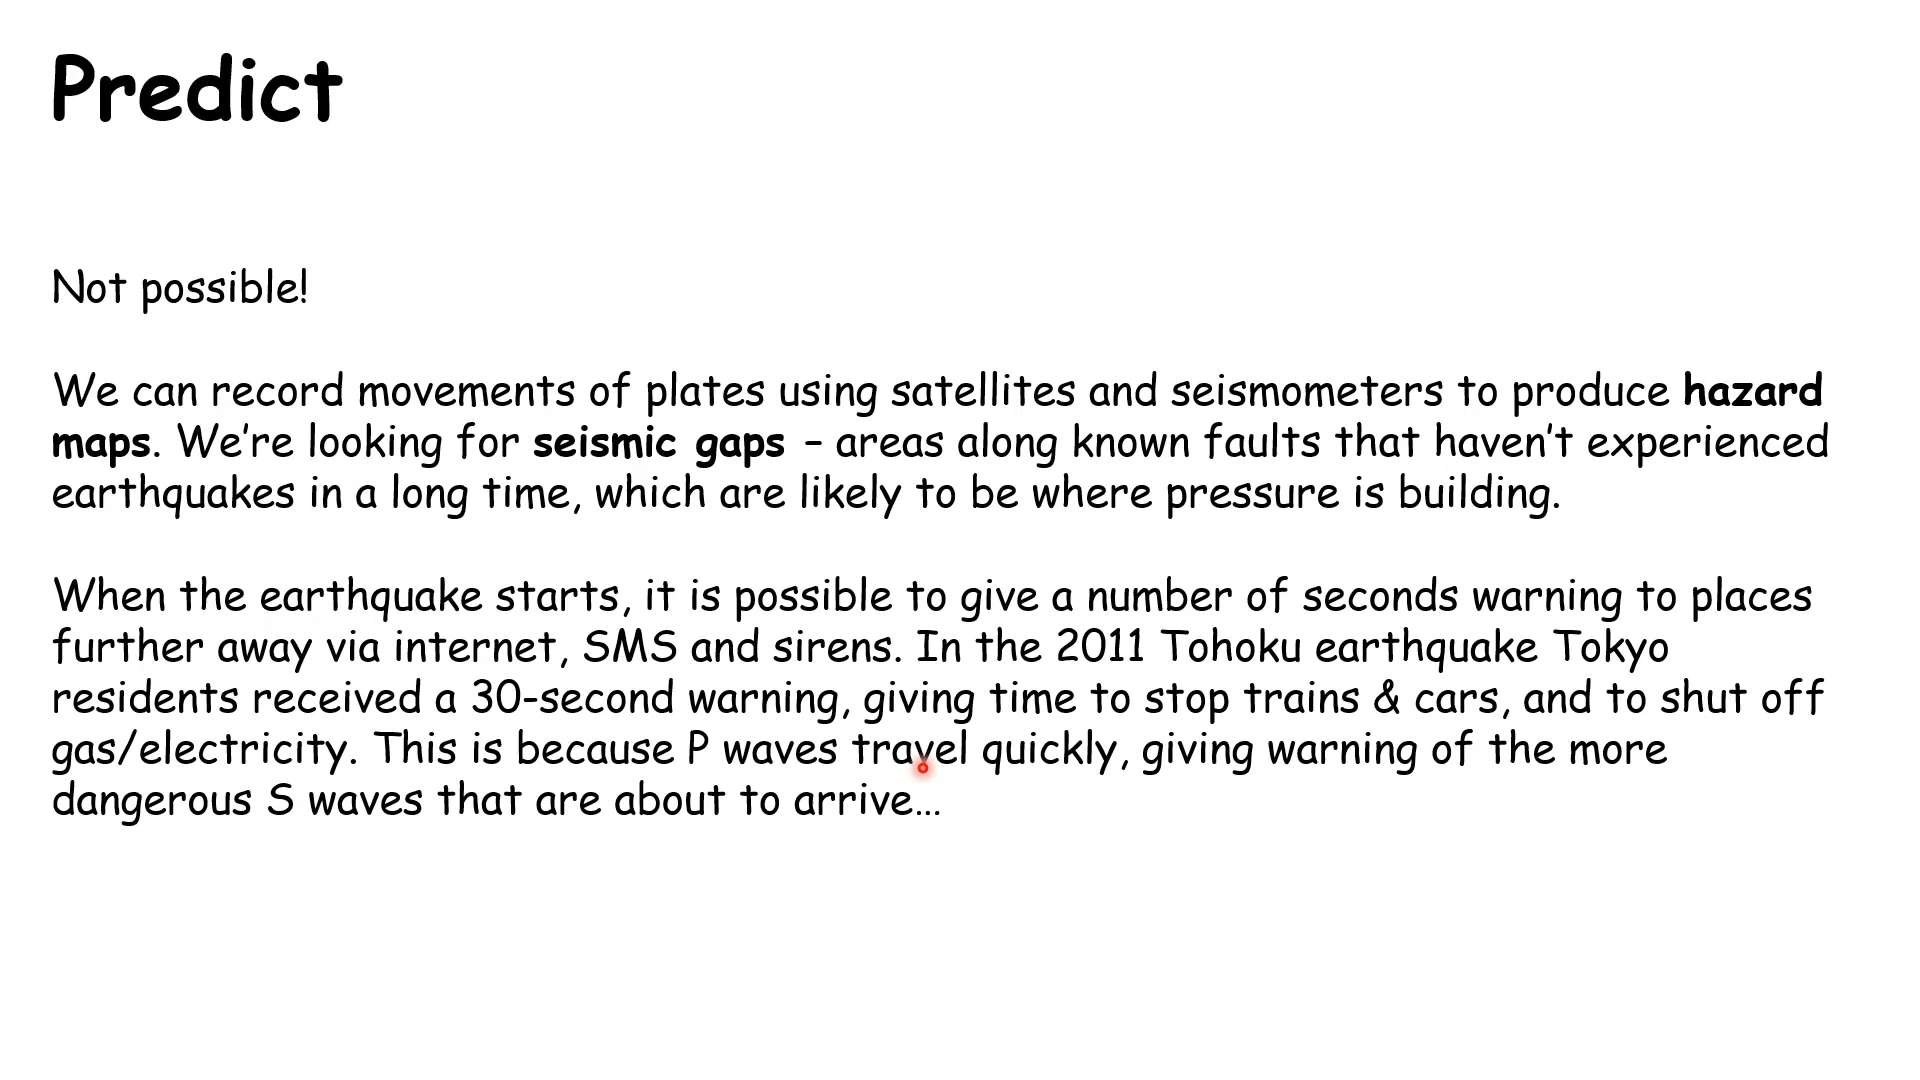 Predict
Not possible!
We can record movements of plates using satellites and seismometers to produce hazard
maps. We’re looking for seismic gaps – areas along known faults that haven’t experienced
earthquakes in a long time, which are likely to be where pressure is building.
When the earthquake starts, it is possible to give a number of seconds warning to places
further away via internet, SMS and sirens. In the 2011 Tohoku earthquake Tokyo
residents received a 30-second warning, giving time to stop trains & cars, and to shut off
gas/electricity. This is because P waves travel quickly, giving warning of the more
dangerous S waves that are about to arrive…